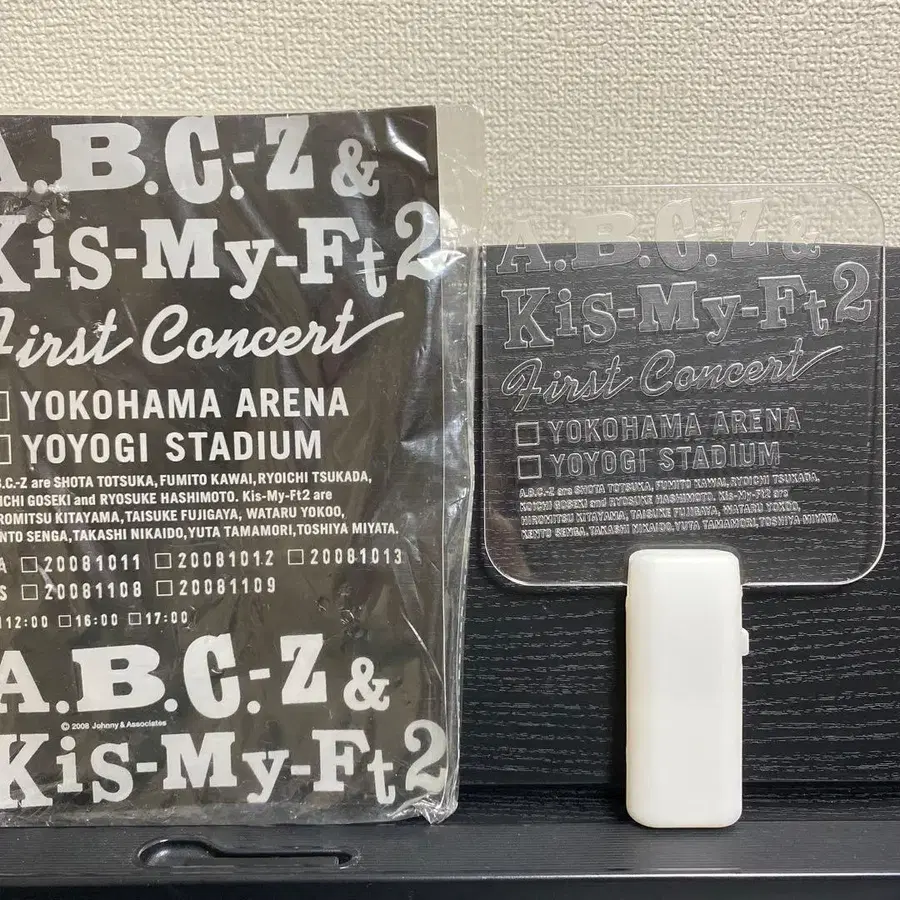 A.B.C.-Z &
Kis-My-Ft2
First Concert
□ YOKOHAMA ARENA
□ YOYOGI STADIUM
.B.C.-Z are SHOTA TOTSUKA, FUMITO KAWAI, RYOICHI TSUKADA,
ICHI GOSEKI and RYOSUKE HASHIMOTO. Kis-My-Ft2 are
IROMITSU KITAYAMA, TAISUKE FUJIGAYA, WATARU YOKOO,
ENTO SENGA, TAKASHI NIKAIDO, YUTA TAMAMORI, TOSHIYA MIYATA.
A □20081011 □20081012 □20081013
S □20081108 □20081109
12:00 □16:00 □17:00
A.B.C.-Z &
© 2008 Johnny & Associates
Kis-My-Ft2
A.B.C.-Z &
Kis-My-Ft2
First Concert
□ YOKOHAMA ARENA
□ YOYOGI STADIUM
A.B.C.-Z are SHOTA TOTSUKA, FUMITO KAWAI, RYOICHI TSUKADA,
KOICHI GOSEKI and RYOSUKE HASHIMOTO. Kis-My-Ft2 are
HIROMITSU KITAYAMA, TAISUKE FUJIGAYA, WATARU YOKOO,
KENTO SENGA, TAKASHI NIKAIDO, YUTA TAMAMORI, TOSHIYA MIYATA.